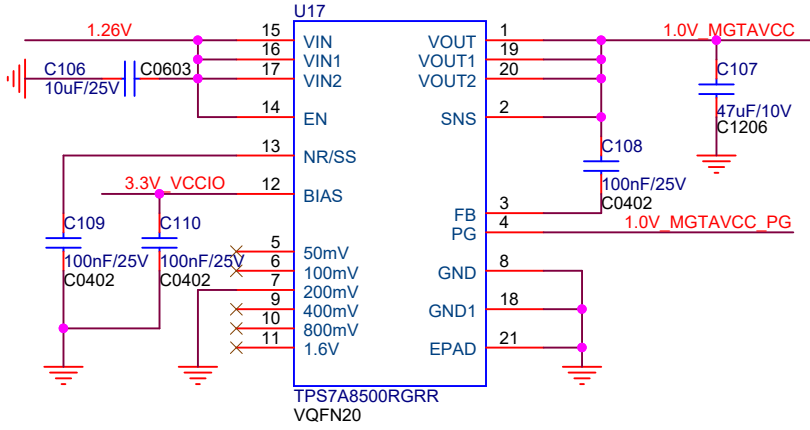 U17
1.26V
15
VIN
VOUT
1
1.0V_MGTAVCC
16
VIN1
VOUT1
19
17
VIN2
VOUT2
20
C106
C0603
10uF/25V
C107
47uF/10V
C1206
14
EN
SNS
2
13
NR/SS
C108
100nF/25V
C0402
3.3V_VCCIO
12
BIAS
FB
3
PG
4
1.0V_MGTAVCC_PG
C109
100nF/25V
C0402
C110
100nF/25V
C0402
5
50mV
6
100mV
GND
8
7
200mV
9
400mV
GND1
18
10
800mV
11
1.6V
EPAD
21
TPS7A8500RGRR
VQFN20